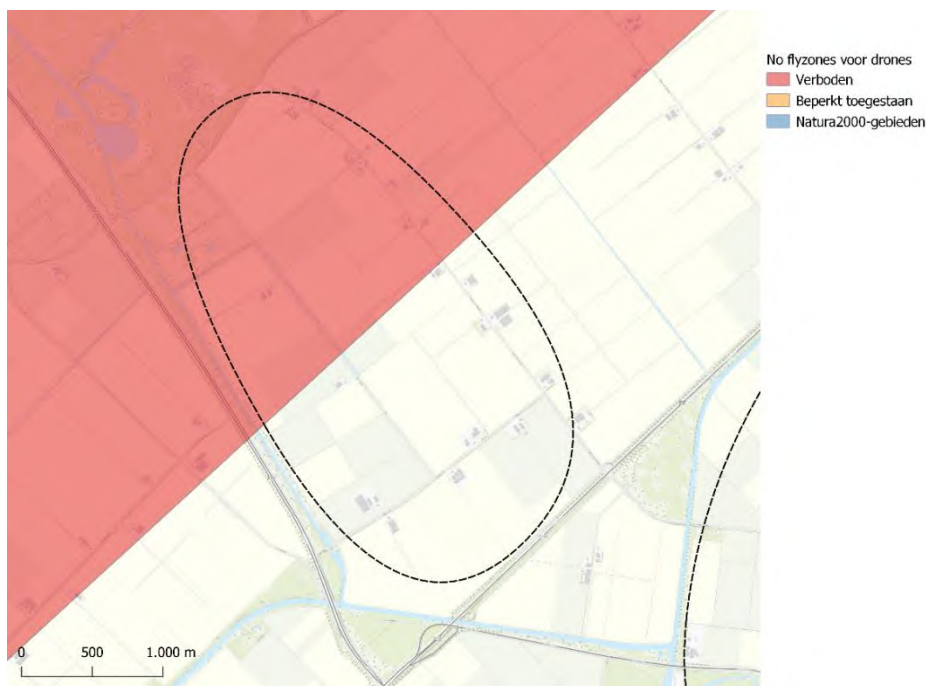 No flyzones voor drones
Verboden
Beperkt toegestaan
Natura2000-gebieden
0 500 1.000 m